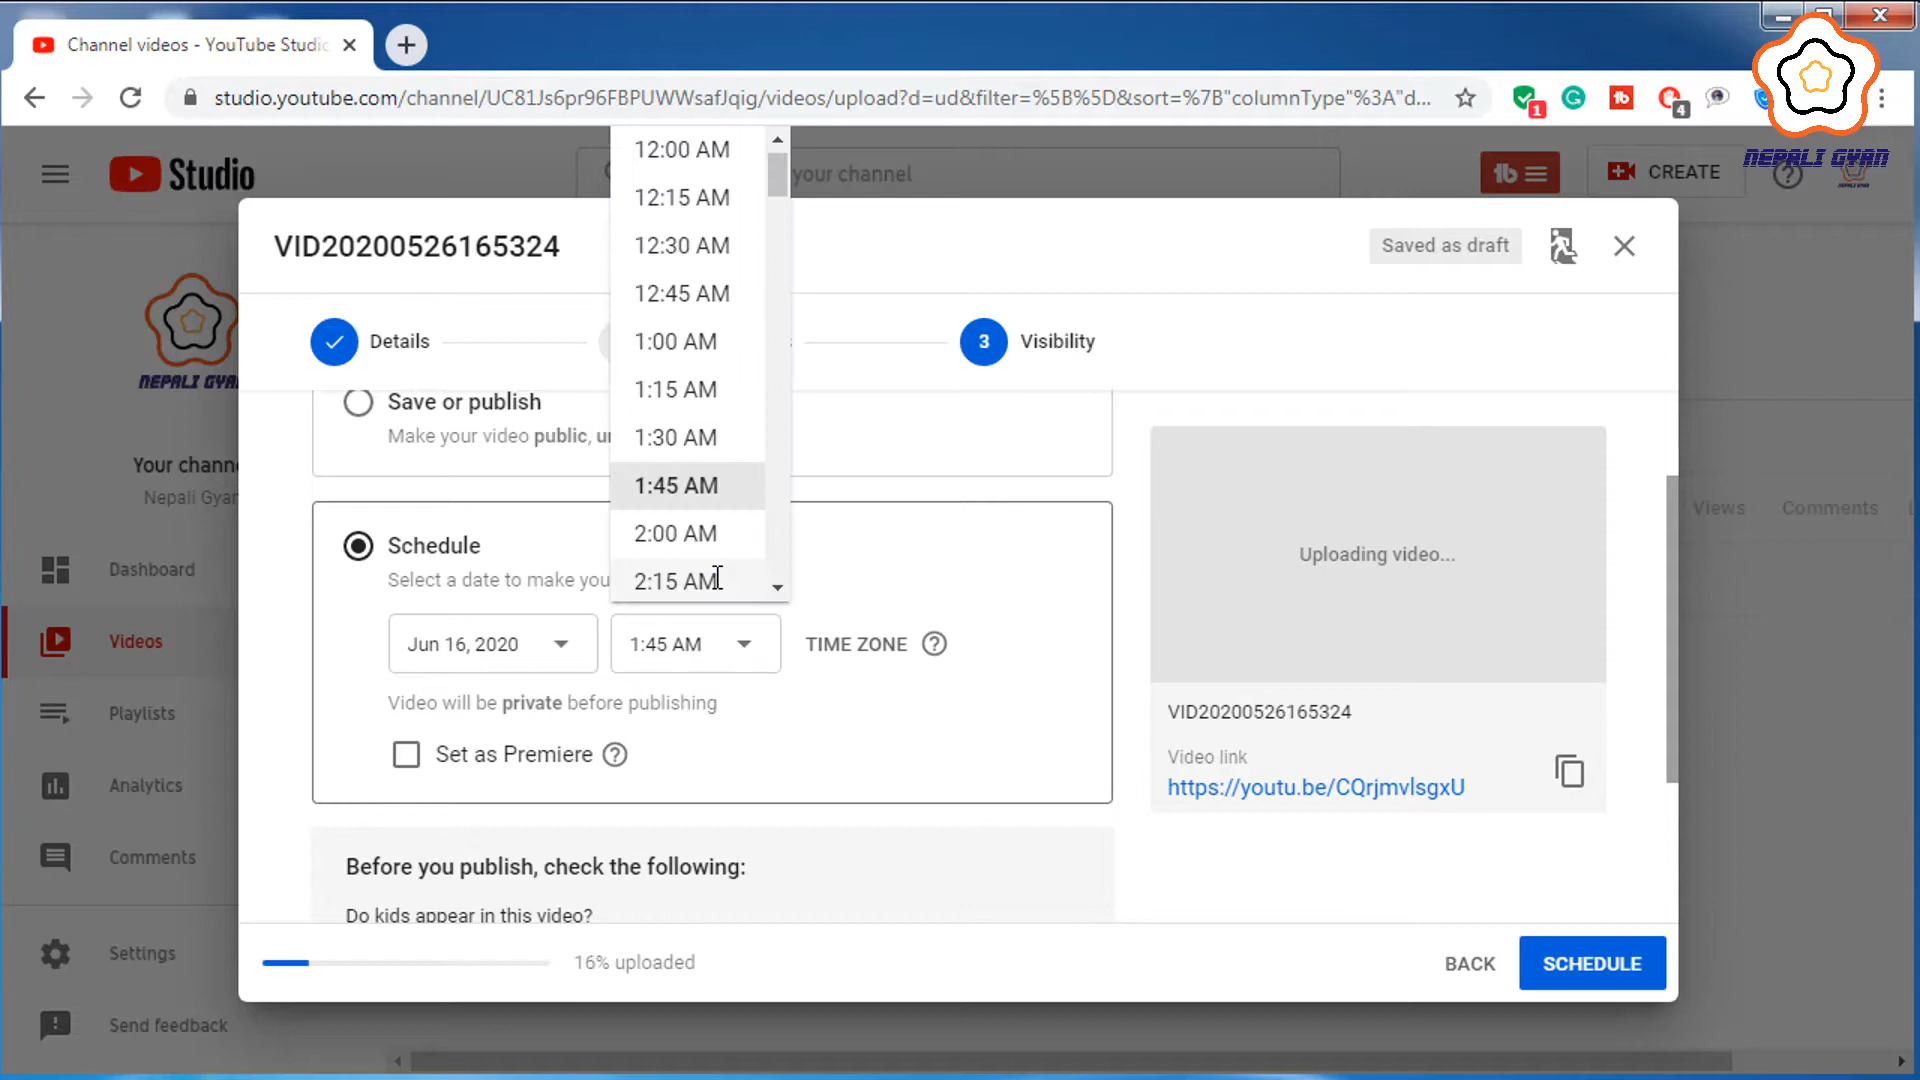 Channel videos - YouTube Studio
studio.youtube.com/channel/UC81Js6pr96FBPUWWsafJqig/videos/upload?d=ud&filter=%5B%5D&sort=%7B"columnType"%3A"d...
1
4
NEPALI GYAN
Studio
your channel
CREATE
12:00 AM
12:15 AM
12:30 AM
12:45 AM
1:00 AM
1:15 AM
1:30 AM
1:45 AM
2:00 AM
2:15 AM
VID20200526165324
Saved as draft
Details
3
Visibility
NEPALI GYAN
Your chann
Nepali Gyan
Dashboard
Videos
Playlists
Analytics
Comments
Settings
Send feedback
Save or publish
Make your video public, un
Schedule
Select a date to make you
Jun 16, 2020
1:45 AM
TIME ZONE
Video will be private before publishing
Set as Premiere
Before you publish, check the following:
Do kids appear in this video?
Uploading video...
VID20200526165324
Video link
https://youtu.be/CQrjmvlsgxU
Views
Comments
16% uploaded
BACK
SCHEDULE